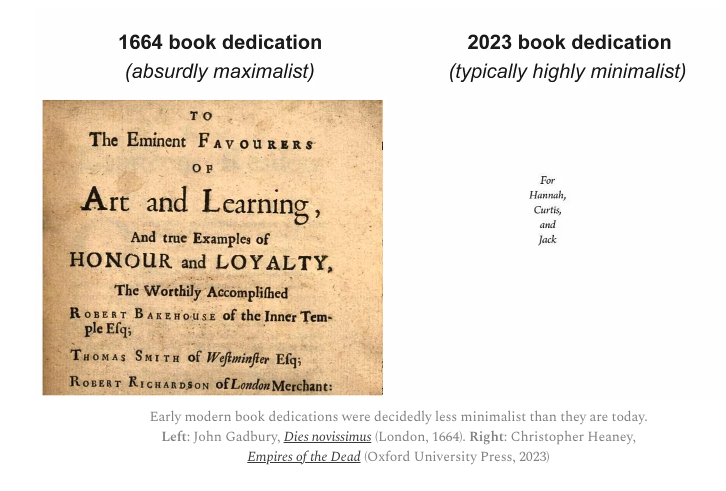 1664 book dedication
(absurdly maximalist)
TO
The Eminent FAVOURERS
OF
Art and Learning,
And true Examples of
HONOUR and LOYALTY,
The Worthily Accompliſhed
ROBERT BAKEHOUSE of the Inner Tem-
ple Eſq;
THOMAS SMITH of Weſtminſter Eſq;
ROBERT RICHARDSON of London Merchant:
2023 book dedication
(typically highly minimalist)
For
Hannah,
Curtis,
and
Jack
Early modern book dedications were decidedly less minimalist than they are today.
Left: John Gadbury, Dies novissimus (London, 1664). Right: Christopher Heaney,
Empires of the Dead (Oxford University Press, 2023)